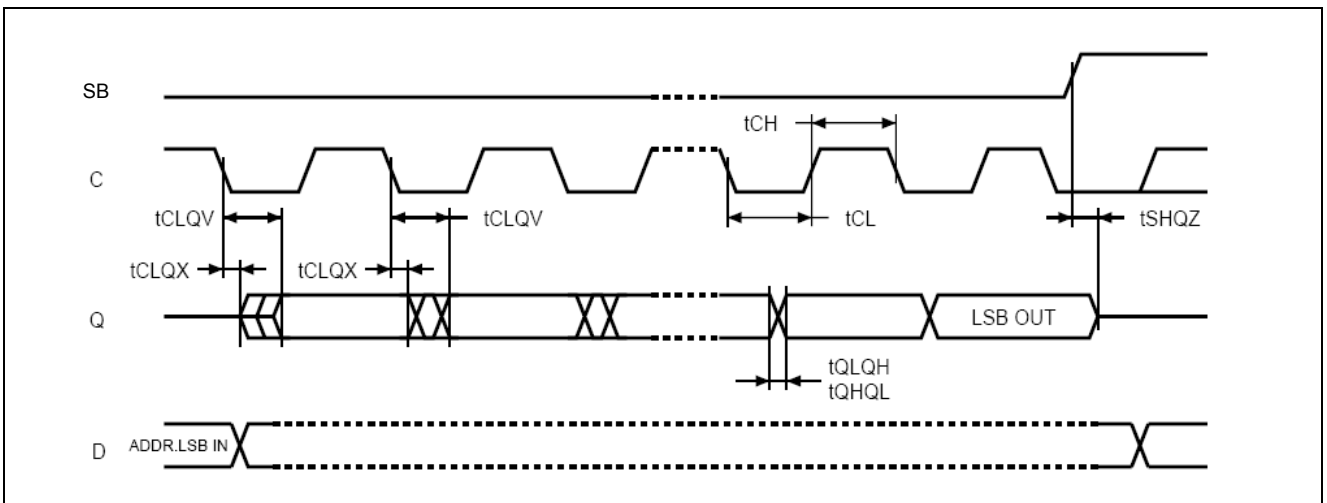 SB
tCH
C
tCLQV
tCLQV
tCL
tSHQZ
tCLQX
tCLQX
Q
LSB OUT
tQLQH
tQHQL
D
ADDR.LSB IN